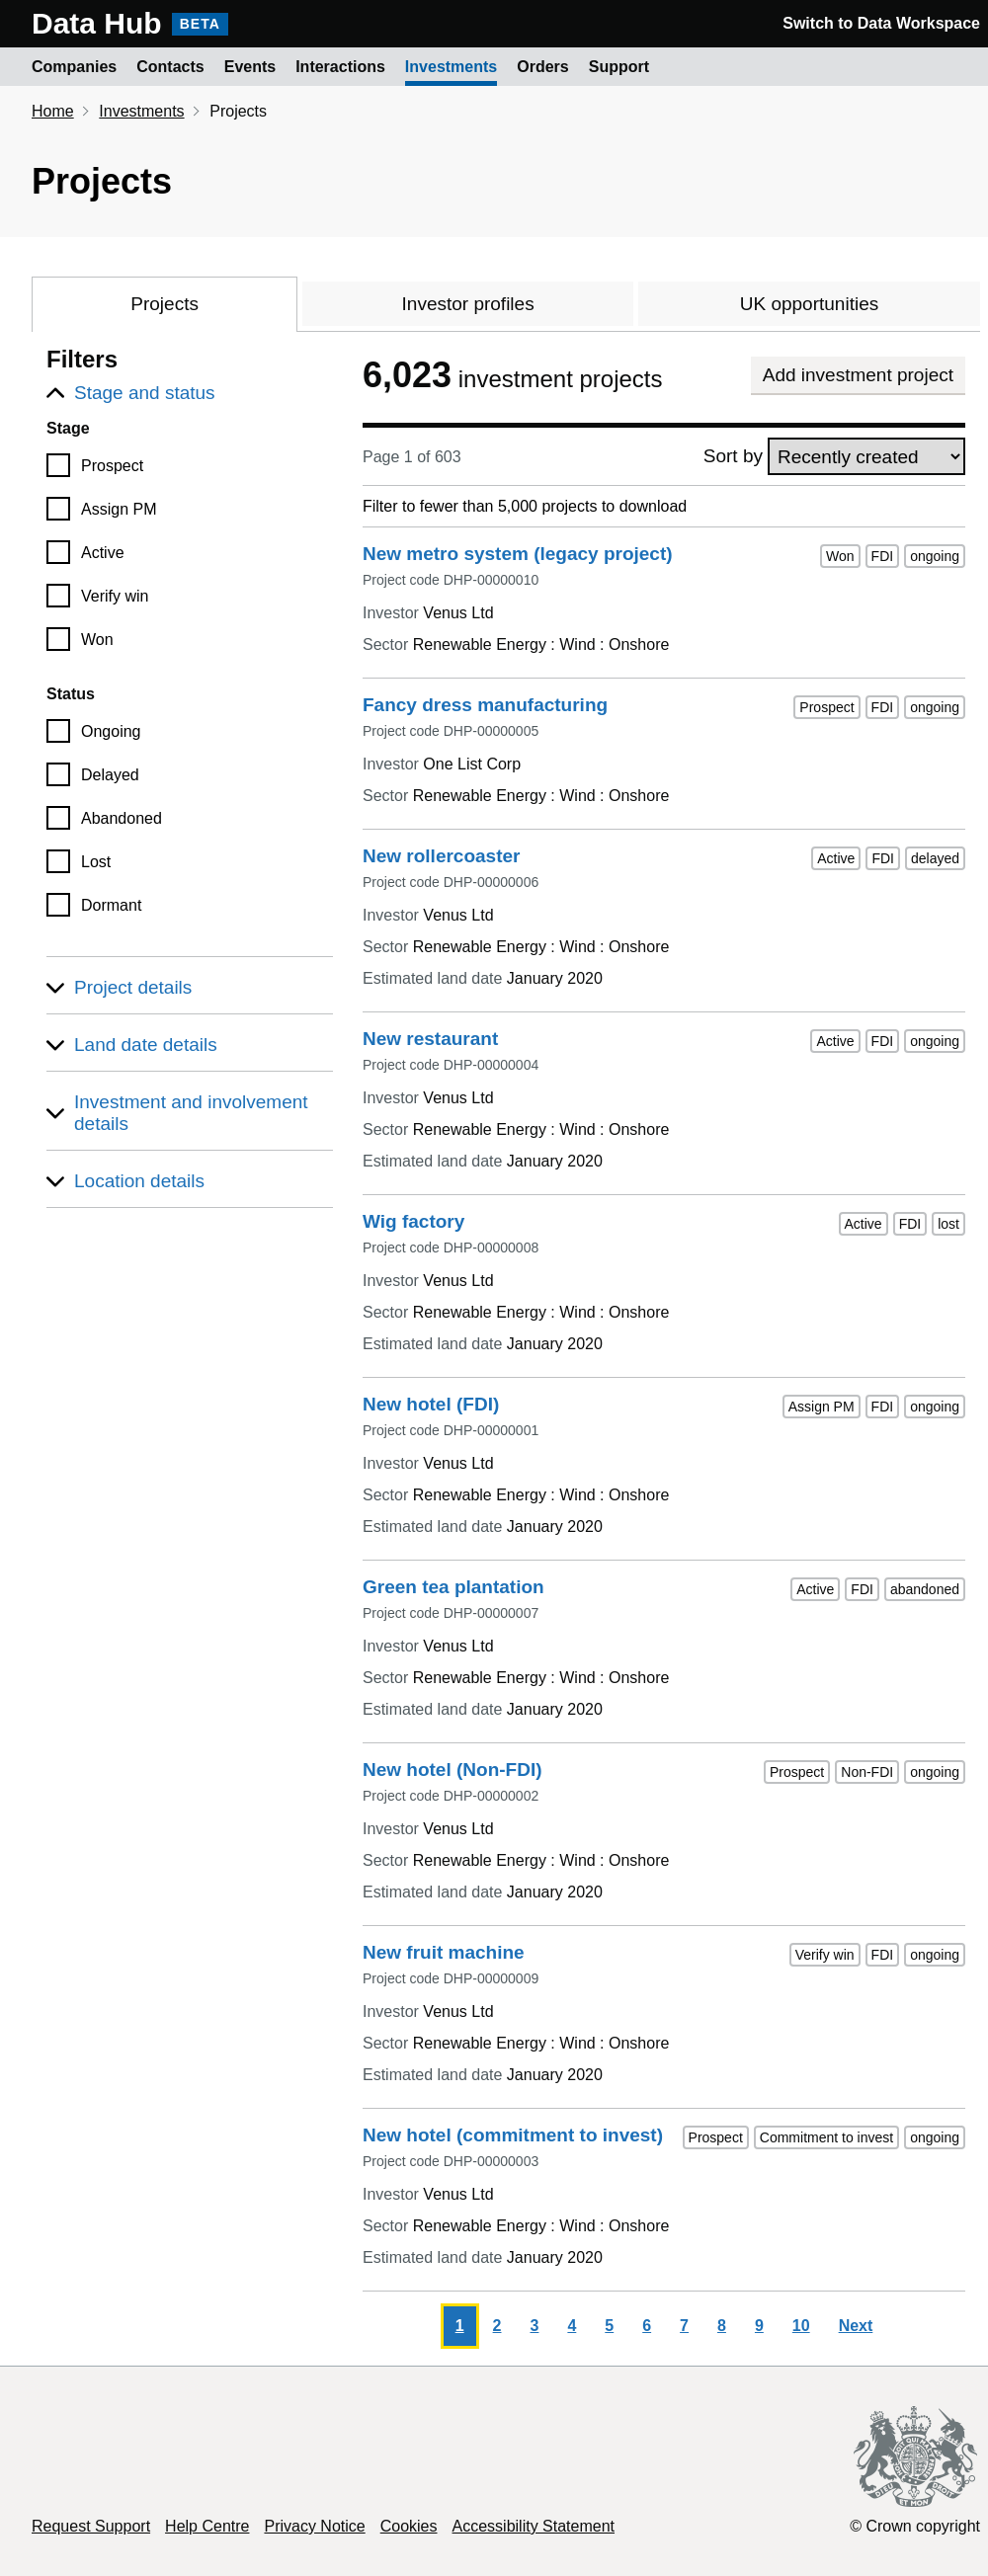 Data Hub BETA Switch to Data Workspace
Companies Contacts Events Interactions Investments Orders Support
Home Investments Projects
Projects
Projects Investor profiles UK opportunities
Filters
Stage and status
Stage
Prospect
Assign PM
Active
Verify win
Won
Status
Ongoing
Delayed
Abandoned
Lost
Dormant
Project details
Land date details
Investment and involvement
details
Location details
6,023 investment projects Add investment project
Page 1 of 603 Sort by Recently created
Filter to fewer than 5,000 projects to download
New metro system (legacy project) Won FDI ongoing
Project code DHP-00000010
Investor Venus Ltd
Sector Renewable Energy : Wind : Onshore
Fancy dress manufacturing Prospect FDI ongoing
Project code DHP-00000005
Investor One List Corp
Sector Renewable Energy : Wind : Onshore
New rollercoaster Active FDI delayed
Project code DHP-00000006
Investor Venus Ltd
Sector Renewable Energy : Wind : Onshore
Estimated land date January 2020
New restaurant Active FDI ongoing
Project code DHP-00000004
Investor Venus Ltd
Sector Renewable Energy : Wind : Onshore
Estimated land date January 2020
Wig factory Active FDI lost
Project code DHP-00000008
Investor Venus Ltd
Sector Renewable Energy : Wind : Onshore
Estimated land date January 2020
New hotel (FDI) Assign PM FDI ongoing
Project code DHP-00000001
Investor Venus Ltd
Sector Renewable Energy : Wind : Onshore
Estimated land date January 2020
Green tea plantation Active FDI abandoned
Project code DHP-00000007
Investor Venus Ltd
Sector Renewable Energy : Wind : Onshore
Estimated land date January 2020
New hotel (Non-FDI) Prospect Non-FDI ongoing
Project code DHP-00000002
Investor Venus Ltd
Sector Renewable Energy : Wind : Onshore
Estimated land date January 2020
New fruit machine Verify win FDI ongoing
Project code DHP-00000009
Investor Venus Ltd
Sector Renewable Energy : Wind : Onshore
Estimated land date January 2020
New hotel (commitment to invest) Prospect Commitment to invest ongoing
Project code DHP-00000003
Investor Venus Ltd
Sector Renewable Energy : Wind : Onshore
Estimated land date January 2020
1 2 3 4 5 6 7 8 9 10 Next
DIEU ET MON DROIT
Request Support Help Centre Privacy Notice Cookies Accessibility Statement © Crown copyright